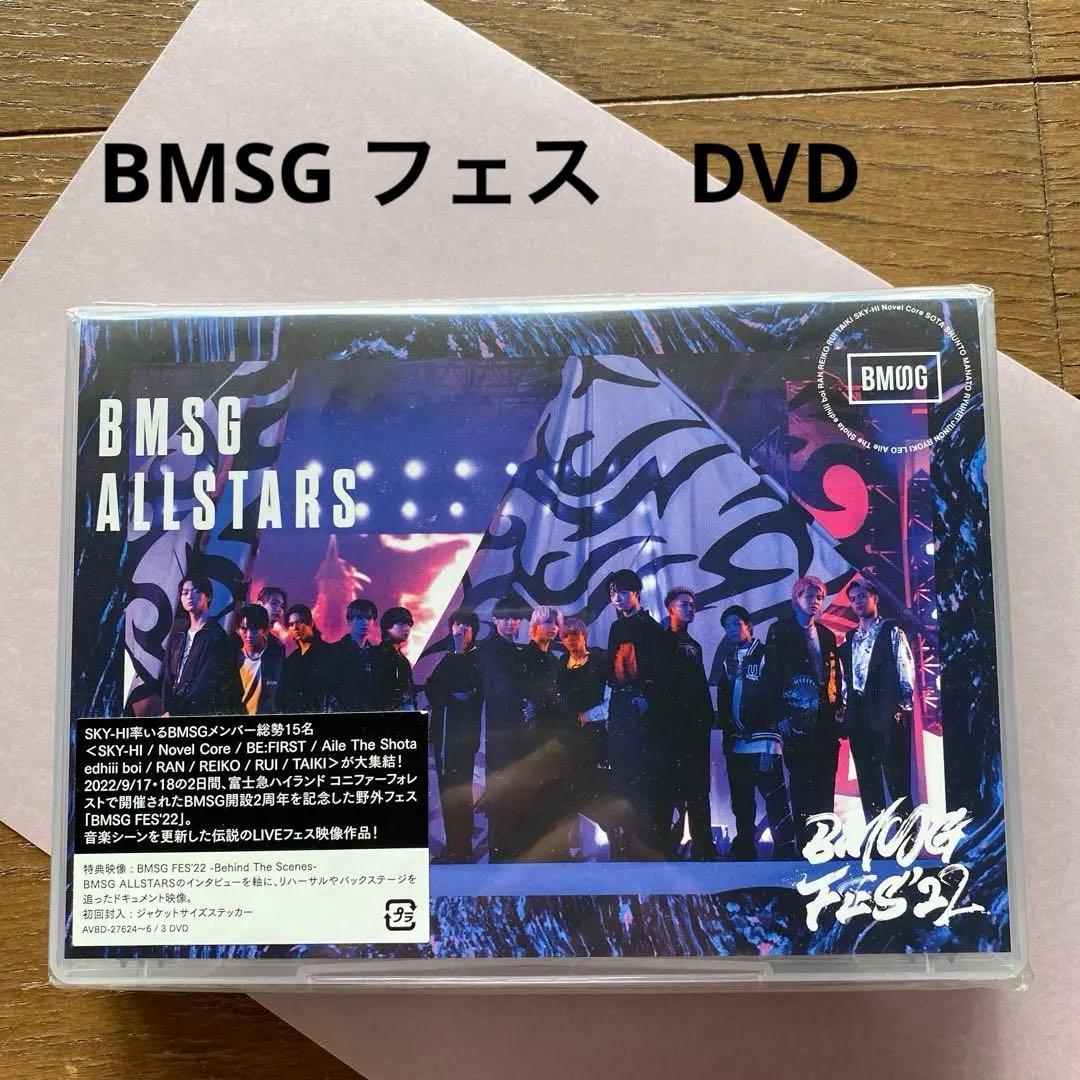 BMSG フェス　DVD
RAN REIKO RUI TAIKI SKY-HI Novel Core SOTA SHUNTO MANATO RYUHEI JUNON RYOKI LEO Aile The Shota edhiii boi
BMSG
BMSG
ALLSTARS
SKY-HI率いるBMSGメンバー総勢15名
＜SKY-HI / Novel Core / BE:FIRST / Aile The Shota
edhiii boi / RAN / REIKO / RUI / TAIKI＞が大集結！
2022/9/17・18の2日間、富士急ハイランド コニファーフォレ
ストで開催されたBMSG開設2周年を記念した野外フェス
「BMSG FES'22」。
音楽シーンを更新した伝説のLIVEフェス映像作品！
特典映像：BMSG FES'22 -Behind The Scenes-
BMSG ALLSTARSのインタビューを軸に、リハーサルやバックステージを
追ったドキュメント映像。
初回封入：ジャケットサイズステッカー
AVBD-27624〜6 / 3 DVD
プラ
BMSG
FES'22